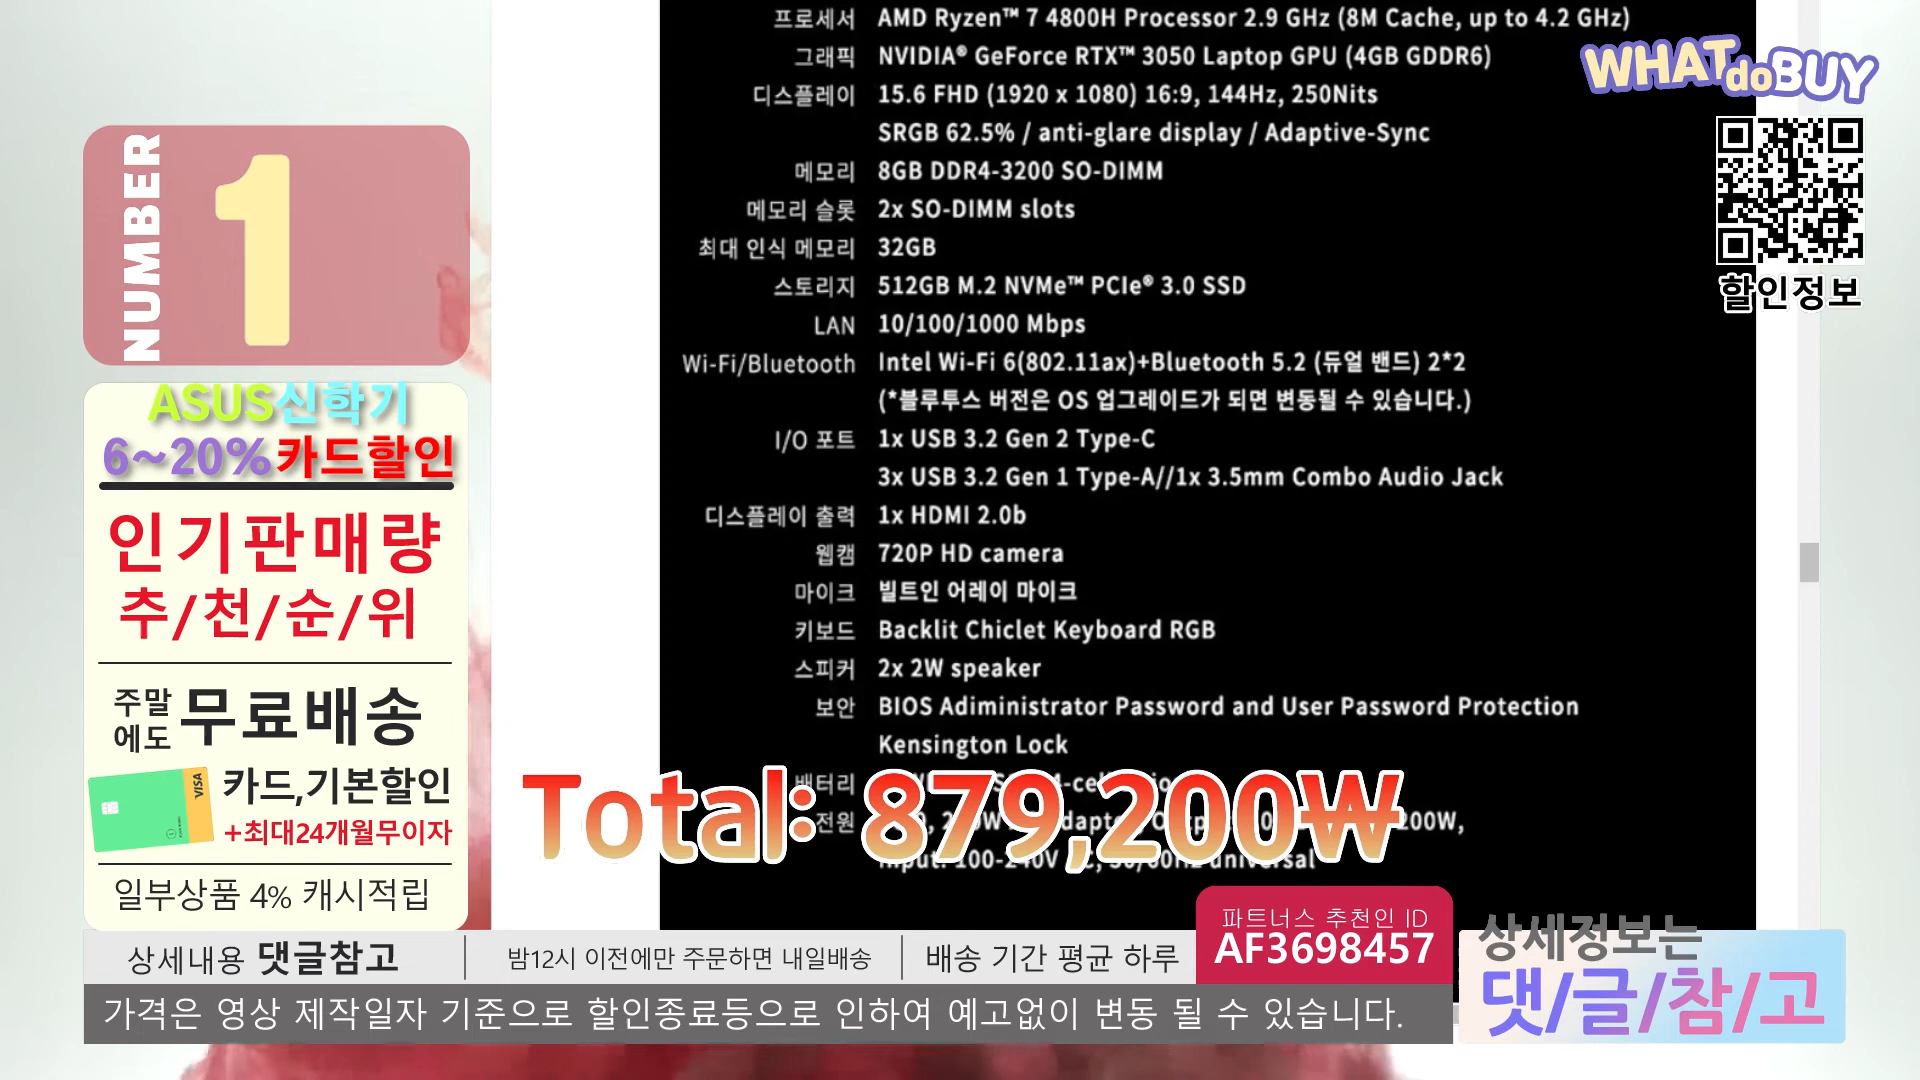 프로세서 AMD Ryzen™ 7 4800H Processor 2.9 GHz (8M Cache, up to 4.2 GHz)
그래픽 NVIDIA® GeForce RTX™ 3050 Laptop GPU (4GB GDDR6)
디스플레이 15.6 FHD (1920 x 1080) 16:9, 144Hz, 250Nits
SRGB 62.5% / anti-glare display / Adaptive-Sync
메모리 8GB DDR4-3200 SO-DIMM
메모리 슬롯 2x SO-DIMM slots
최대 인식 메모리 32GB
스토리지 512GB M.2 NVMe™ PCIe® 3.0 SSD
LAN 10/100/1000 Mbps
Wi-Fi/Bluetooth Intel Wi-Fi 6(802.11ax)+Bluetooth 5.2 (듀얼 밴드) 2*2
(*블루투스 버전은 OS 업그레이드가 되면 변동될 수 있습니다.)
I/O 포트 1x USB 3.2 Gen 2 Type-C
3x USB 3.2 Gen 1 Type-A//1x 3.5mm Combo Audio Jack
디스플레이 출력 1x HDMI 2.0b
웹캠 720P HD camera
마이크 빌트인 어레이 마이크
키보드 Backlit Chiclet Keyboard RGB
스피커 2x 2W speaker
보안 BIOS Adiministrator Password and User Password Protection
Kensington Lock
배터리
전원 200W,
Input: 100-240V universal
Total: 879,200₩
WHAT do BUY
할인정보
NUMBER
1
ASUS신학기
6~20%카드할인
인기판매량
추/천/순/위
주말에도 무료배송
VISA
카드,기본할인
+최대24개월무이자
일부상품 4% 캐시적립
상세내용 댓글참고
밤12시 이전에만 주문하면 내일배송
배송 기간 평균 하루
파트너스 추천인 ID
AF3698457
상세정보는
댓/글/참/고
가격은 영상 제작일자 기준으로 할인종료등으로 인하여 예고없이 변동 될 수 있습니다.